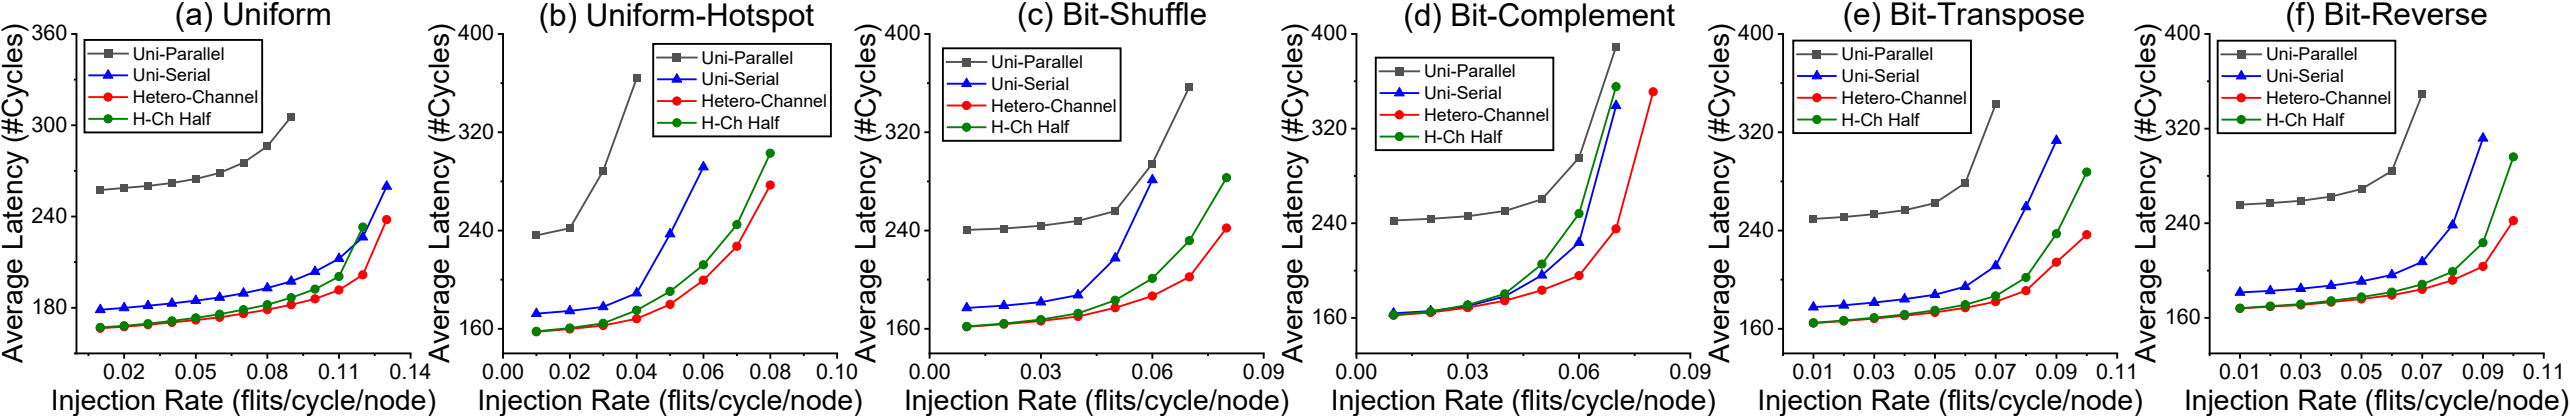 (a) Uniform
360
300
240
180
0.02
0.05
0.08
0.11
0.14
Average Latency (#Cycles)
Injection Rate (flits/cycle/node)
Uni-Parallel
Uni-Serial
Hetero-Channel
H-Ch Half
(b) Uniform-Hotspot
400
320
240
160
0.00
0.02
0.04
0.06
0.08
0.10
Average Latency (#Cycles)
Injection Rate (flits/cycle/node)
Uni-Parallel
Uni-Serial
Hetero-Channel
H-Ch Half
(c) Bit-Shuffle
400
320
240
160
0.00
0.03
0.06
0.09
Average Latency (#Cycles)
Injection Rate (flits/cycle/node)
Uni-Parallel
Uni-Serial
Hetero-Channel
H-Ch Half
(d) Bit-Complement
400
320
240
160
0.00
0.03
0.06
0.09
Average Latency (#Cycles)
Injection Rate (flits/cycle/node)
Uni-Parallel
Uni-Serial
Hetero-Channel
H-Ch Half
(e) Bit-Transpose
400
320
240
160
0.01
0.03
0.05
0.07
0.09
0.11
Average Latency (#Cycles)
Injection Rate (flits/cycle/node)
Uni-Parallel
Uni-Serial
Hetero-Channel
H-Ch Half
(f) Bit-Reverse
400
320
240
160
0.01
0.03
0.05
0.07
0.09
0.11
Average Latency (#Cycles)
Injection Rate (flits/cycle/node)
Uni-Parallel
Uni-Serial
Hetero-Channel
H-Ch Half